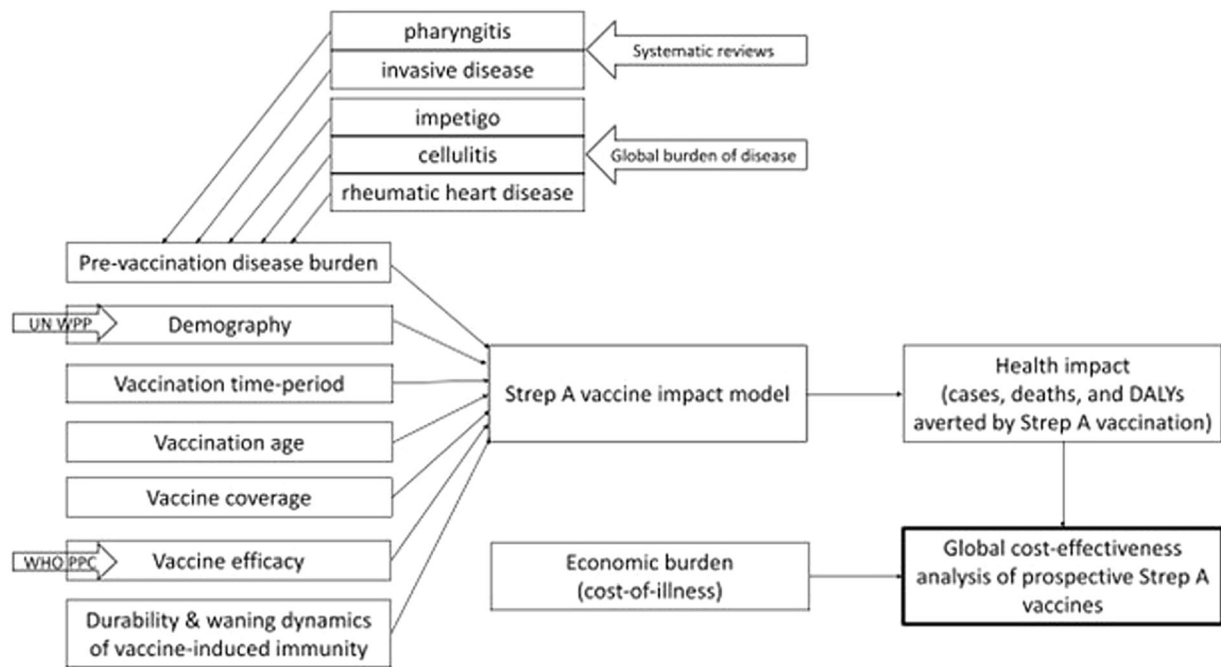 pharyngitis
Systematic reviews
invasive disease
impetigo
cellulitis
Global burden of disease
rheumatic heart disease
Pre-vaccination disease burden
UN WPP
Demography
Vaccination time-period
Vaccination age
Vaccine coverage
WHO PPC
Vaccine efficacy
Durability & waning dynamics
of vaccine-induced immunity
Strep A vaccine impact model
Health impact
(cases, deaths, and DALYs
averted by Strep A vaccination)
Economic burden
(cost-of-illness)
Global cost-effectiveness
analysis of prospective Strep A
vaccines